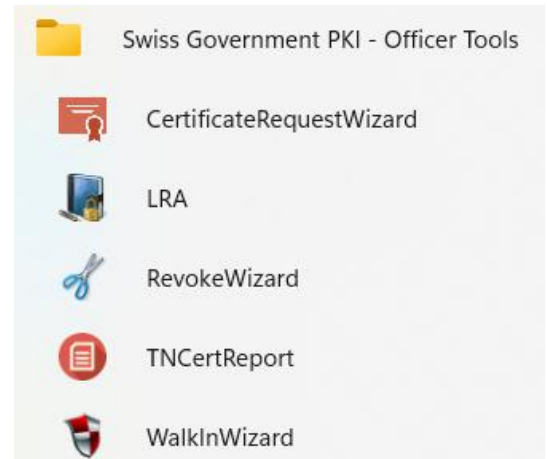 Swiss Government PKI - Officer Tools
CertificateRequestWizard
LRA
RevokeWizard
TNCertReport
WalkInWizard